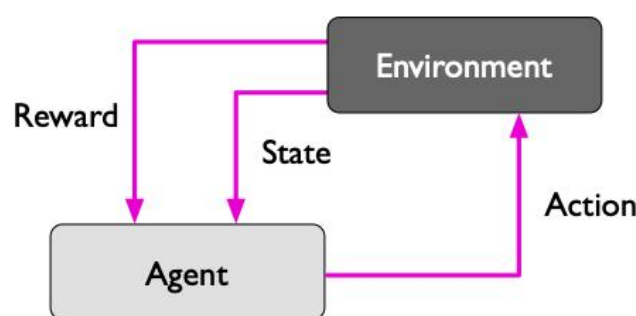 Environment
Reward
State
Action
Agent